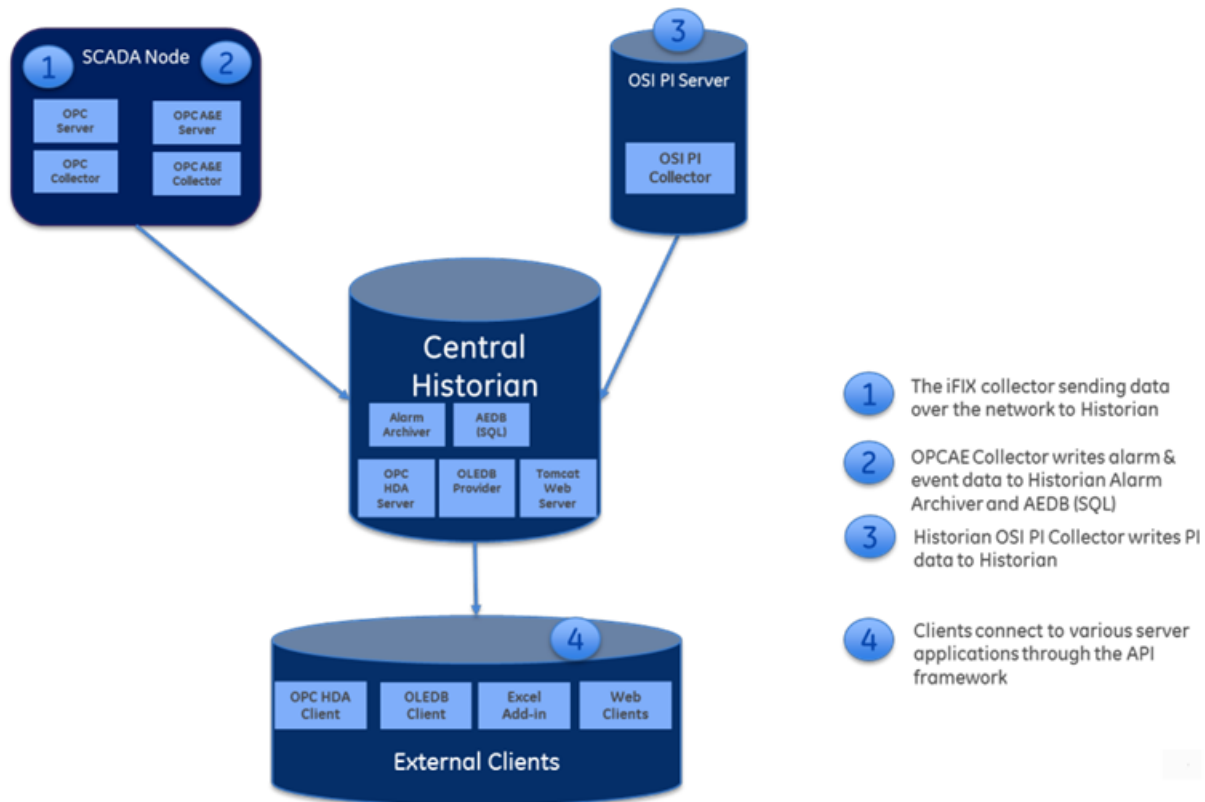 1
SCADA Node
2
OPC
Server
OPC A&E
Server
OPC
Collector
OPC A&E
Collector
3
OSI PI Server
OSI PI
Collector
Central
Historian
Alarm
Archiver
AEDB
(SQL)
OPC
HDA
Server
OLEDB
Provider
Tomcat
Web
Server
4
OPC HDA
Client
OLEDB
Client
Excel
Add-in
Web
Clients
External Clients
1
The iFIX collector sending data
over the network to Historian
2
OPCAE Collector writes alarm &
event data to Historian Alarm
Archiver and AEDB (SQL)
3
Historian OSI PI Collector writes PI
data to Historian
4
Clients connect to various server
applications through the API
framework